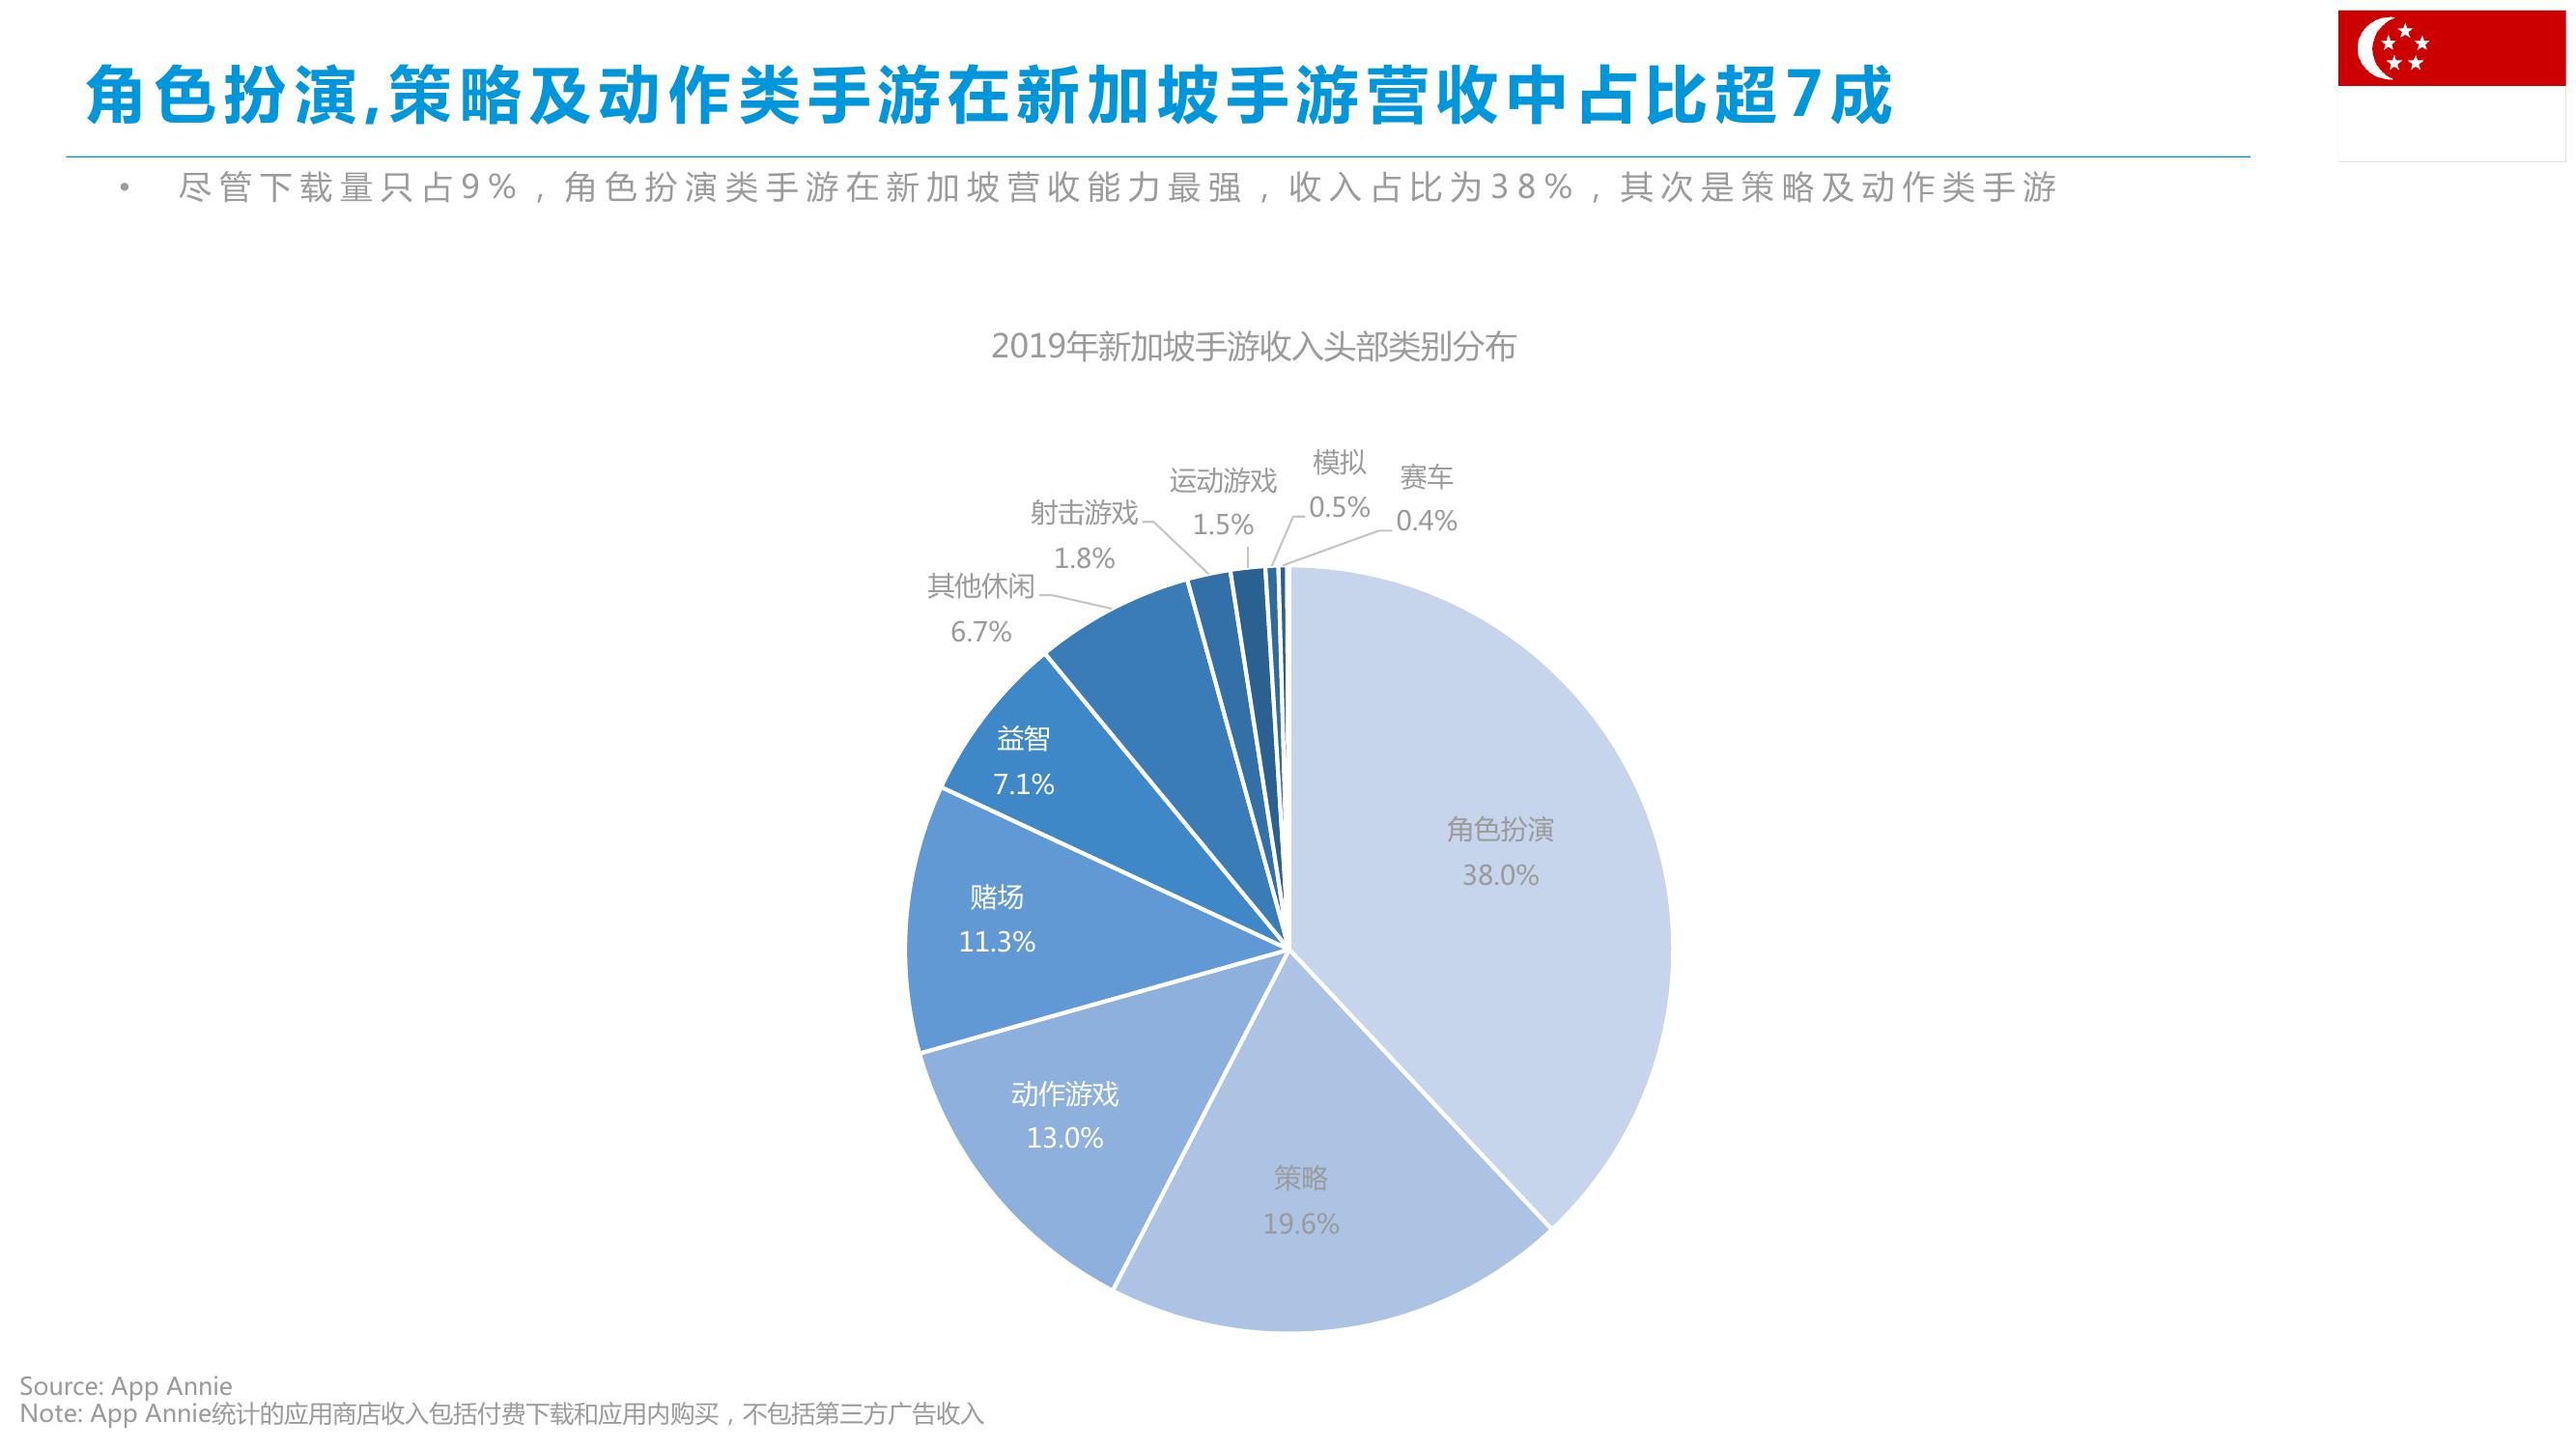 角色扮演,策略及动作类手游在新加坡手游营收中占比超7成
• 尽管下载量只占9%，角色扮演类手游在新加坡营收能力最强，收入占比为38%，其次是策略及动作类手游
2019年新加坡手游收入头部类别分布
模拟
0.5%
赛车
0.4%
运动游戏
1.5%
射击游戏
1.8%
其他休闲
6.7%
益智
7.1%
角色扮演
38.0%
赌场
11.3%
动作游戏
13.0%
策略
19.6%
Source: App Annie
Note: App Annie统计的应用商店收入包括付费下载和应用内购买，不包括第三方广告收入